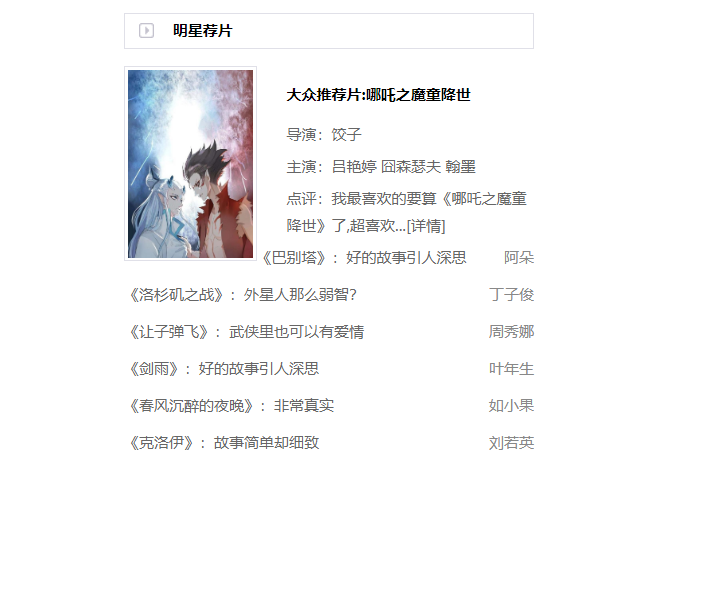 明星荐片
大众推荐片:哪吒之魔童降世
导演：饺子
主演：吕艳婷 囧森瑟夫 翰墨
点评：我最喜欢的要算《哪吒之魔童
降世》了,超喜欢...[详情]
《巴别塔》：好的故事引人深思 阿朵
《洛杉矶之战》：外星人那么弱智? 丁子俊
《让子弹飞》：武侠里也可以有爱情 周秀娜
《剑雨》：好的故事引人深思 叶年生
《春风沉醉的夜晚》：非常真实 如小果
《克洛伊》：故事简单却细致 刘若英